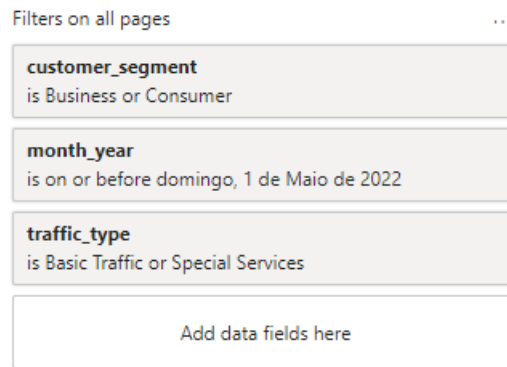 Filters on all pages
customer_segment
is Business or Consumer
month_year
is on or before domingo, 1 de Maio de 2022
traffic_type
is Basic Traffic or Special Services
Add data fields here